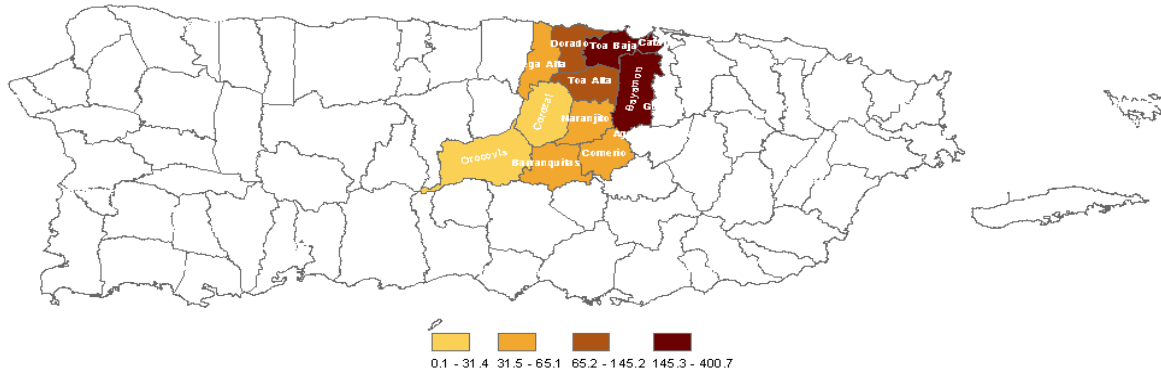 Dorado
Toa Baja
Cata
ega Alta
Toa Alta
Bayamon
G
Corozal
Naranjito
Orocovis
Barranquitas
Comerio
0.1 - 31.4
31.5 - 65.1
65.2 - 145.2
145.3 - 400.7